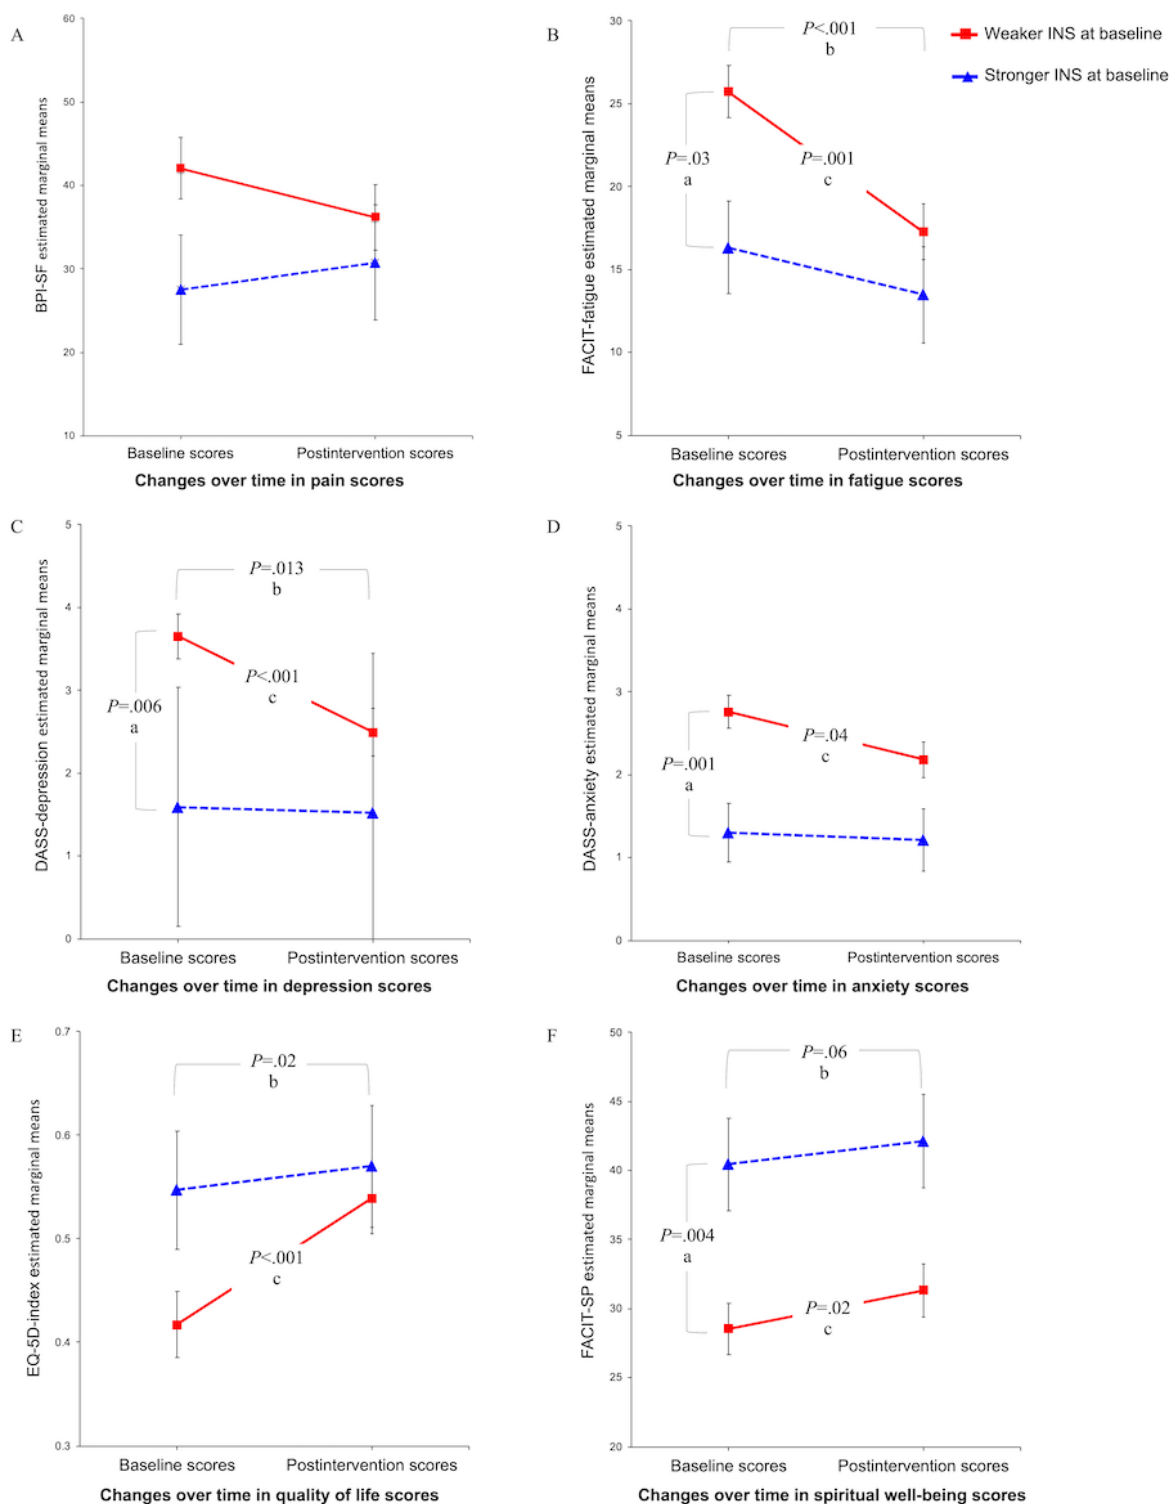 A
60
50
40
30
20
10
BPI-SF estimated marginal means
Baseline scores
Postintervention scores
Changes over time in pain scores
B
30
25
20
15
10
5
FACIT-fatigue estimated marginal means
P<.001
b
P=.03
a
P=.001
c
Baseline scores
Postintervention scores
Changes over time in fatigue scores
Weaker INS at baseline
Stronger INS at baseline
C
5
4
3
2
1
0
DASS-depression estimated marginal means
P=.013
b
P<.001
c
P=.006
a
Baseline scores
Postintervention scores
Changes over time in depression scores
D
5
4
3
2
1
0
DASS-anxiety estimated marginal means
P=.04
c
P=.001
a
Baseline scores
Postintervention scores
Changes over time in anxiety scores
E
0.7
0.6
0.5
0.4
0.3
EQ-5D-index estimated marginal means
P=.02
b
P<.001
c
Baseline scores
Postintervention scores
Changes over time in quality of life scores
F
50
45
40
35
30
25
20
FACIT-SP estimated marginal means
P=.06
b
P=.004
a
P=.02
c
Baseline scores
Postintervention scores
Changes over time in spiritual well-being scores